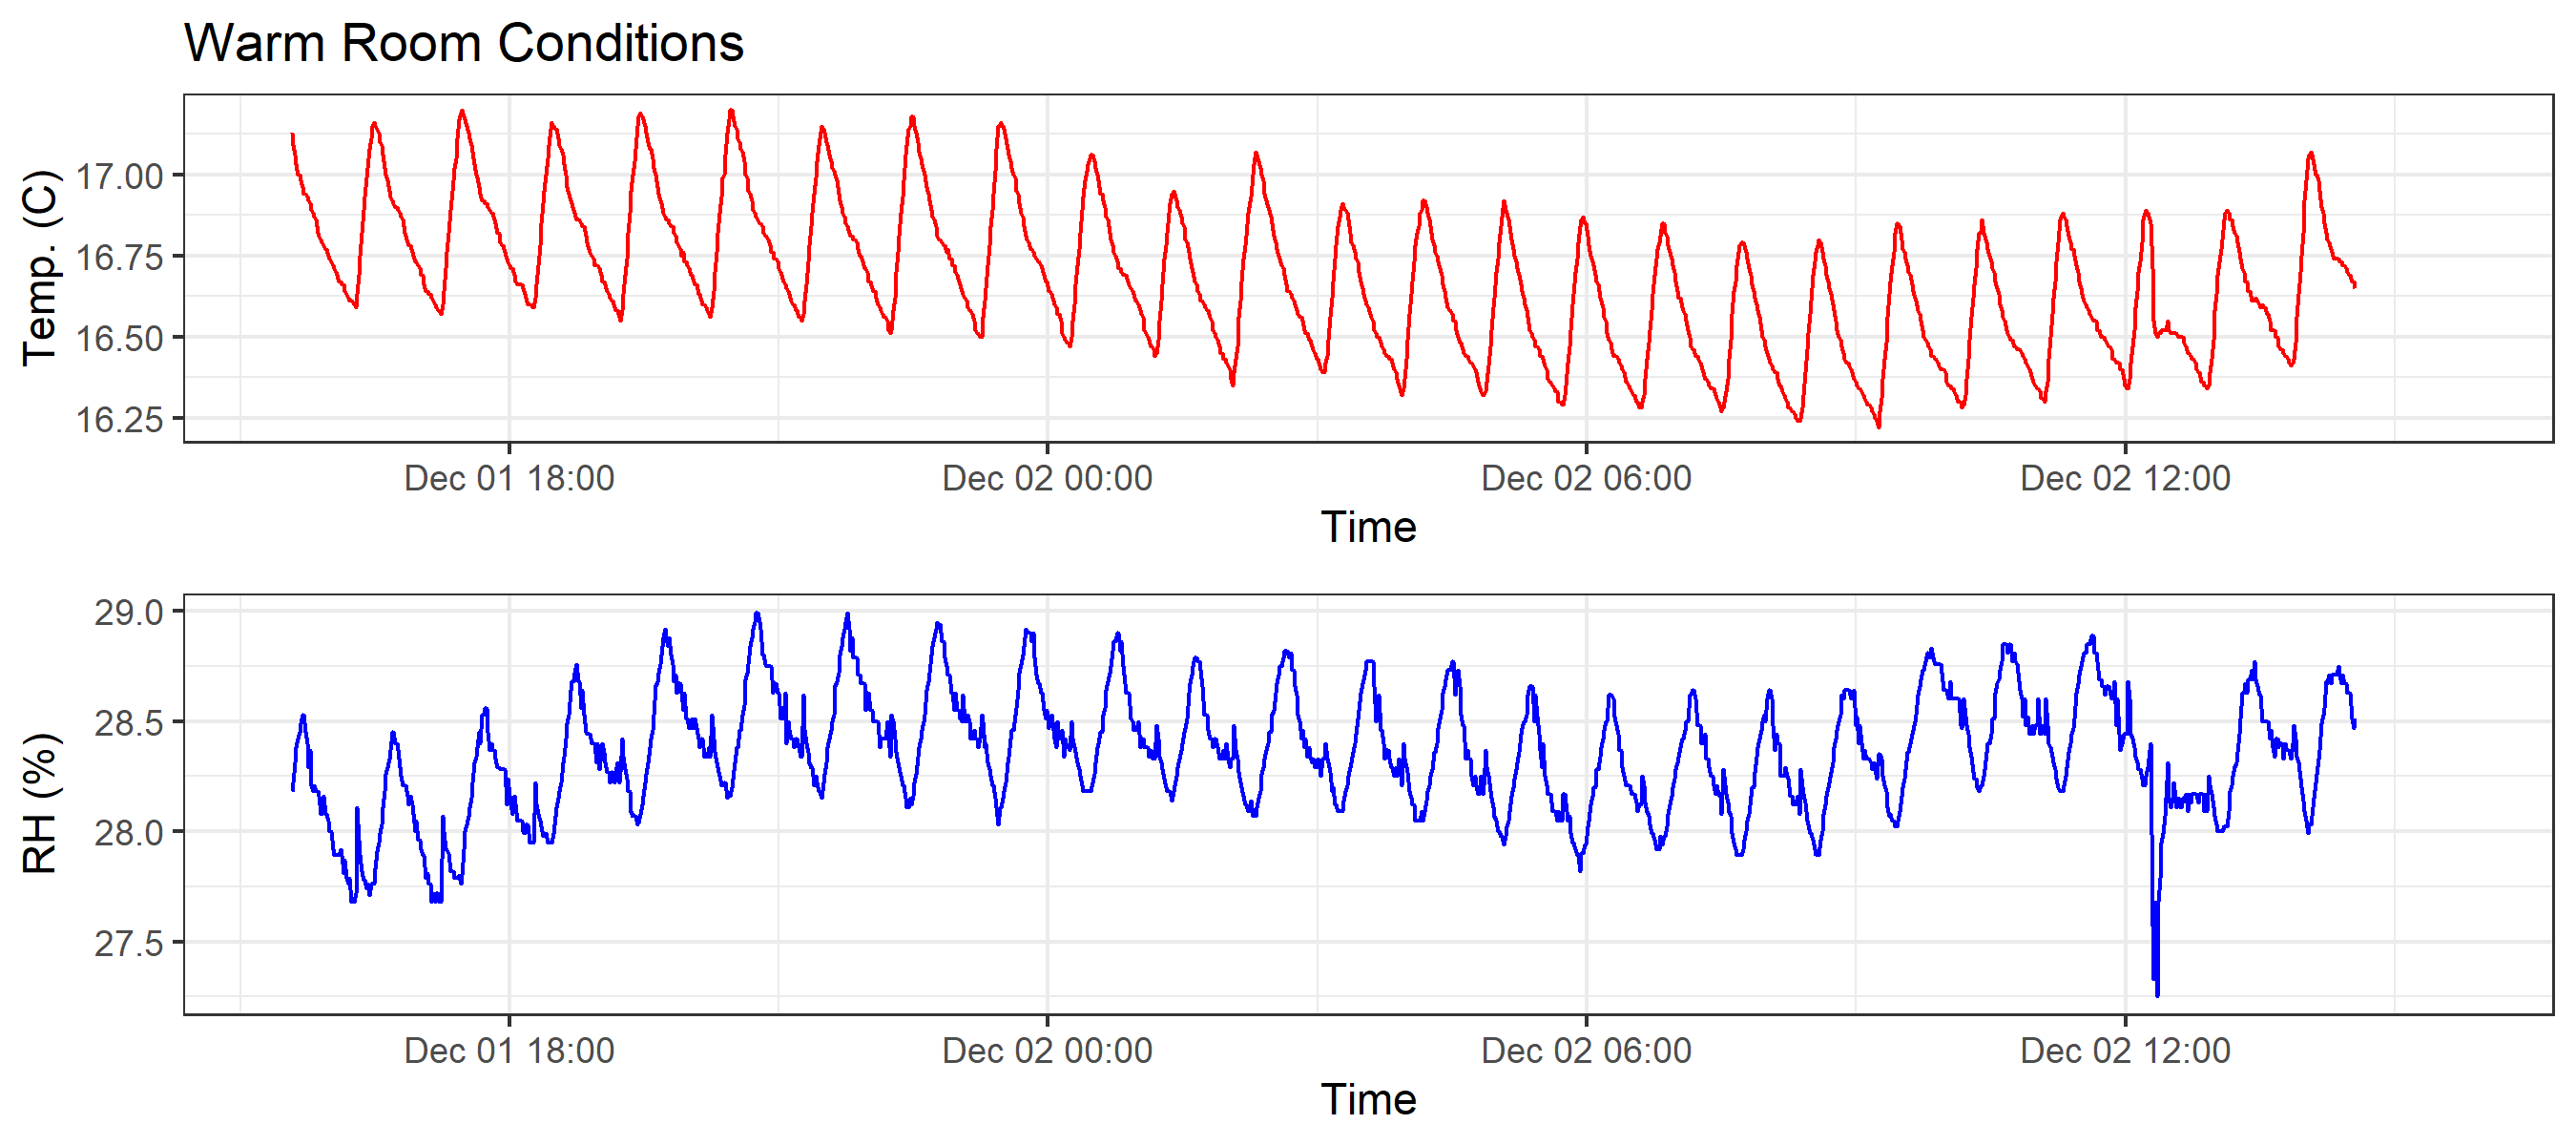 Warm Room Conditions
Temp. (C)
17.00
16.75
16.50
16.25
Dec 01 18:00 Dec 02 00:00 Dec 02 06:00 Dec 02 12:00
Time
RH (%)
29.0
28.5
28.0
27.5
Dec 01 18:00 Dec 02 00:00 Dec 02 06:00 Dec 02 12:00
Time